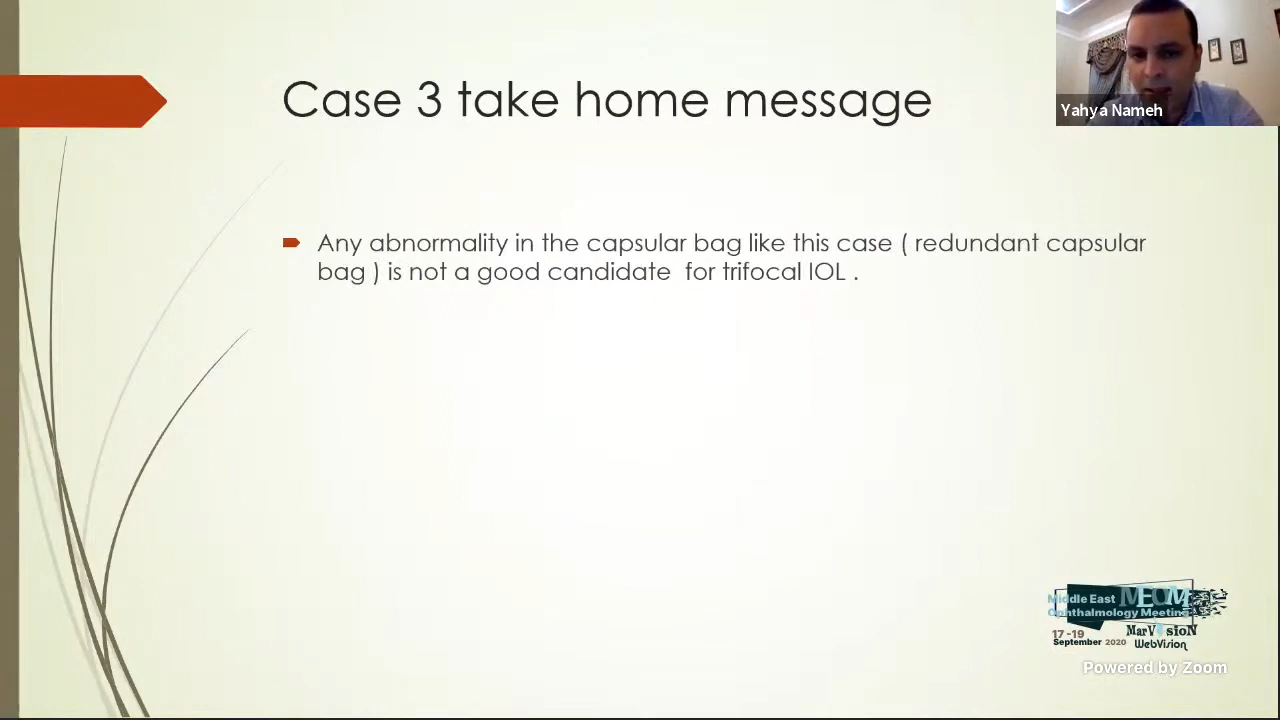 Case 3 take home message
Yahya Nameh
Any abnormality in the capsular bag like this case ( redundant capsular
bag ) is not a good candidate for trifocal IOL .
Middle East MEOM
Ophthalmology Meeting
17-19 MarVisioN
September 2020 WebVision
Powered by Zoom